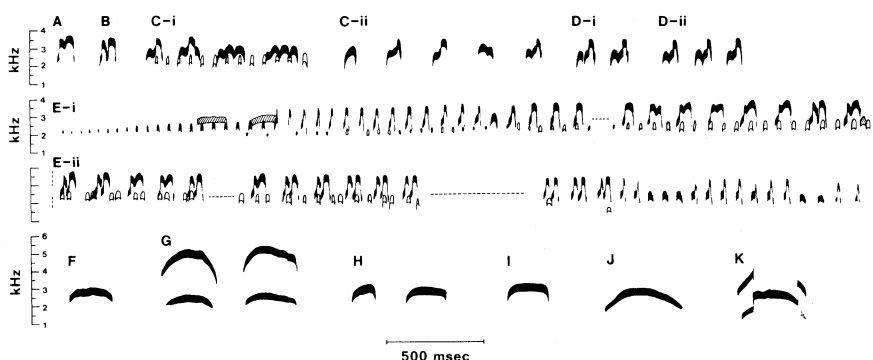 A B C-i C-ii D-i D-ii
kHz 4 3 2 1
E-i
kHz 4 3 2 1
E-ii
kHz 6 5 4 3 2 1
F G H I J K
500 msec